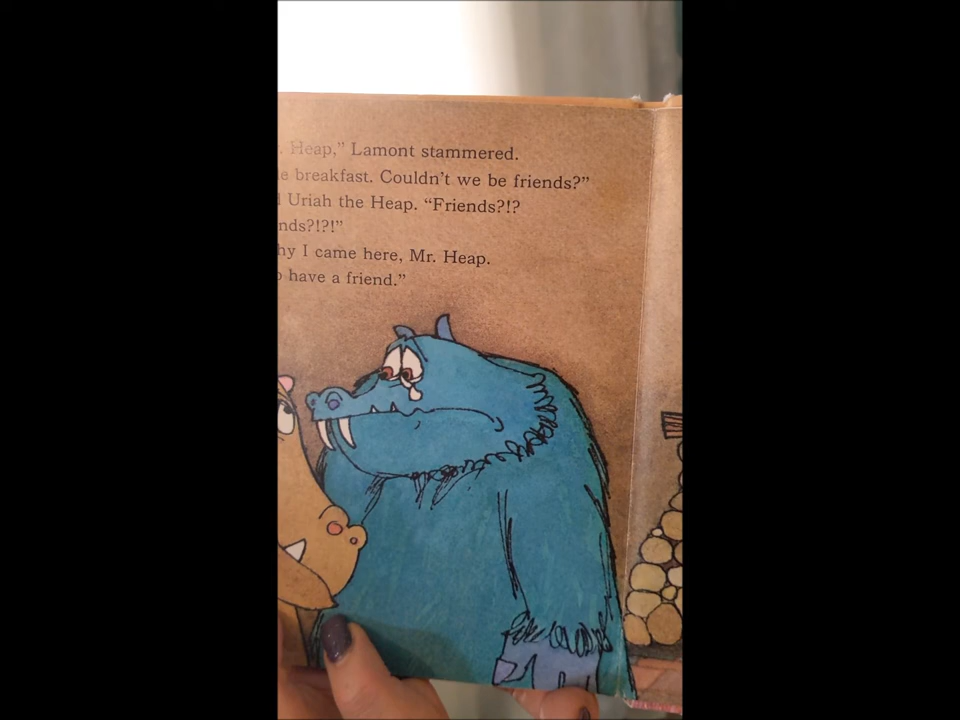 Heap,” Lamont stammered.
breakfast. Couldn’t we be friends?”
Uriah the Heap. “Friends?!?
nds?!?!”
hy I came here, Mr. Heap.
have a friend.”